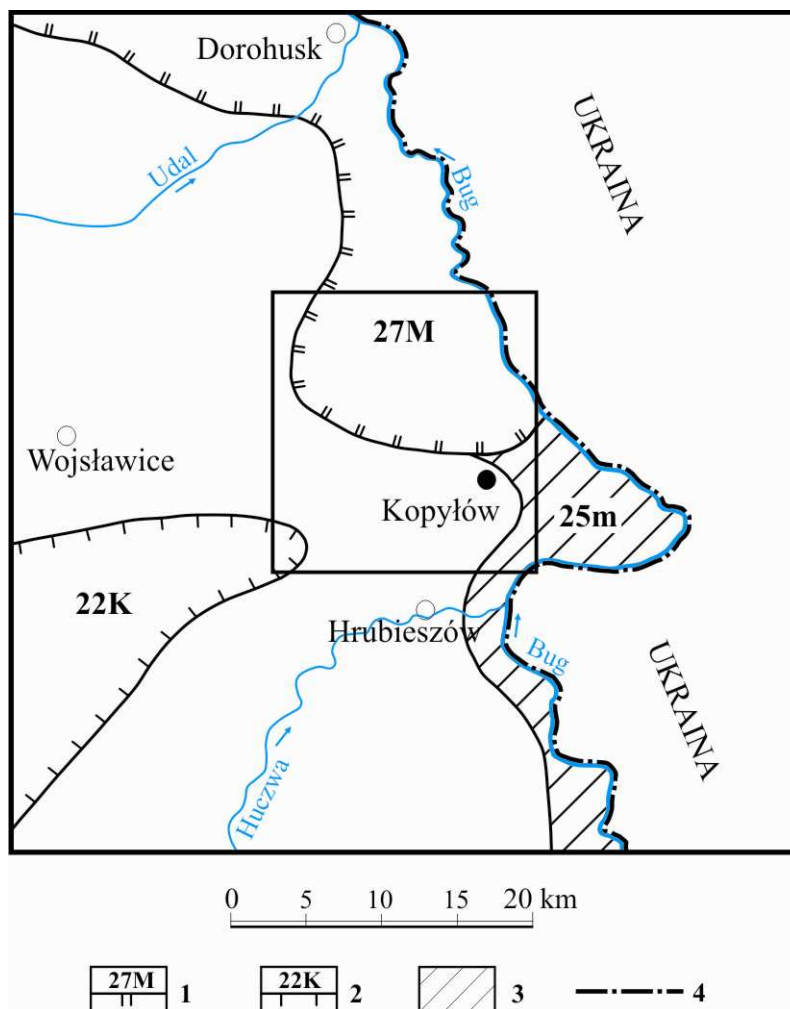 Dorohusk
UKRAINA
Udal
Bug
27M
Wojsławice
Kopyłów
25m
22K
Hrubieszów
Bug
UKRAINA
Huczwa
0 5 10 15 20 km
27M 1 22K 2 3 4